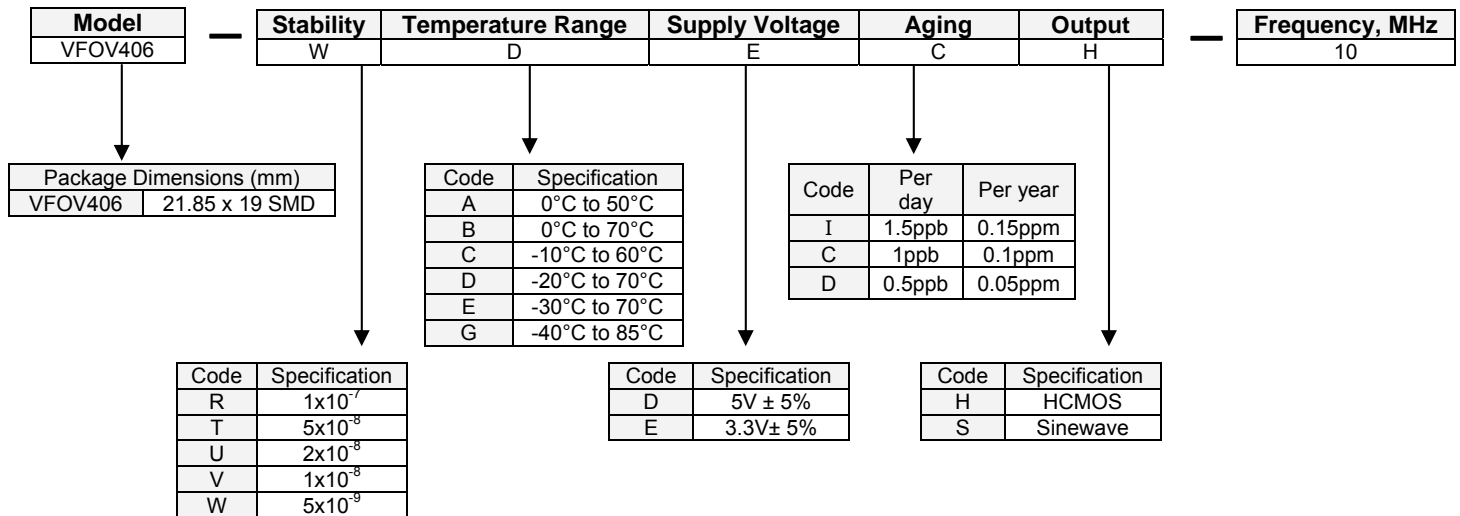 Model — Stability Temperature Range Supply Voltage Aging Output — Frequency, MHz
VFOV406 W D E C H 10
Package Dimensions (mm)
VFOV406 21.85 x 19 SMD
Code Specification
A 0°C to 50°C
B 0°C to 70°C
C -10°C to 60°C
D -20°C to 70°C
E -30°C to 70°C
G -40°C to 85°C
Code Per day Per year
I 1.5ppb 0.15ppm
C 1ppb 0.1ppm
D 0.5ppb 0.05ppm
Code Specification
R 1x10⁻⁷
T 5x10⁻⁸
U 2x10⁻⁸
V 1x10⁻⁸
W 5x10⁻⁹
Code Specification
D 5V ± 5%
E 3.3V± 5%
Code Specification
H HCMOS
S Sinewave